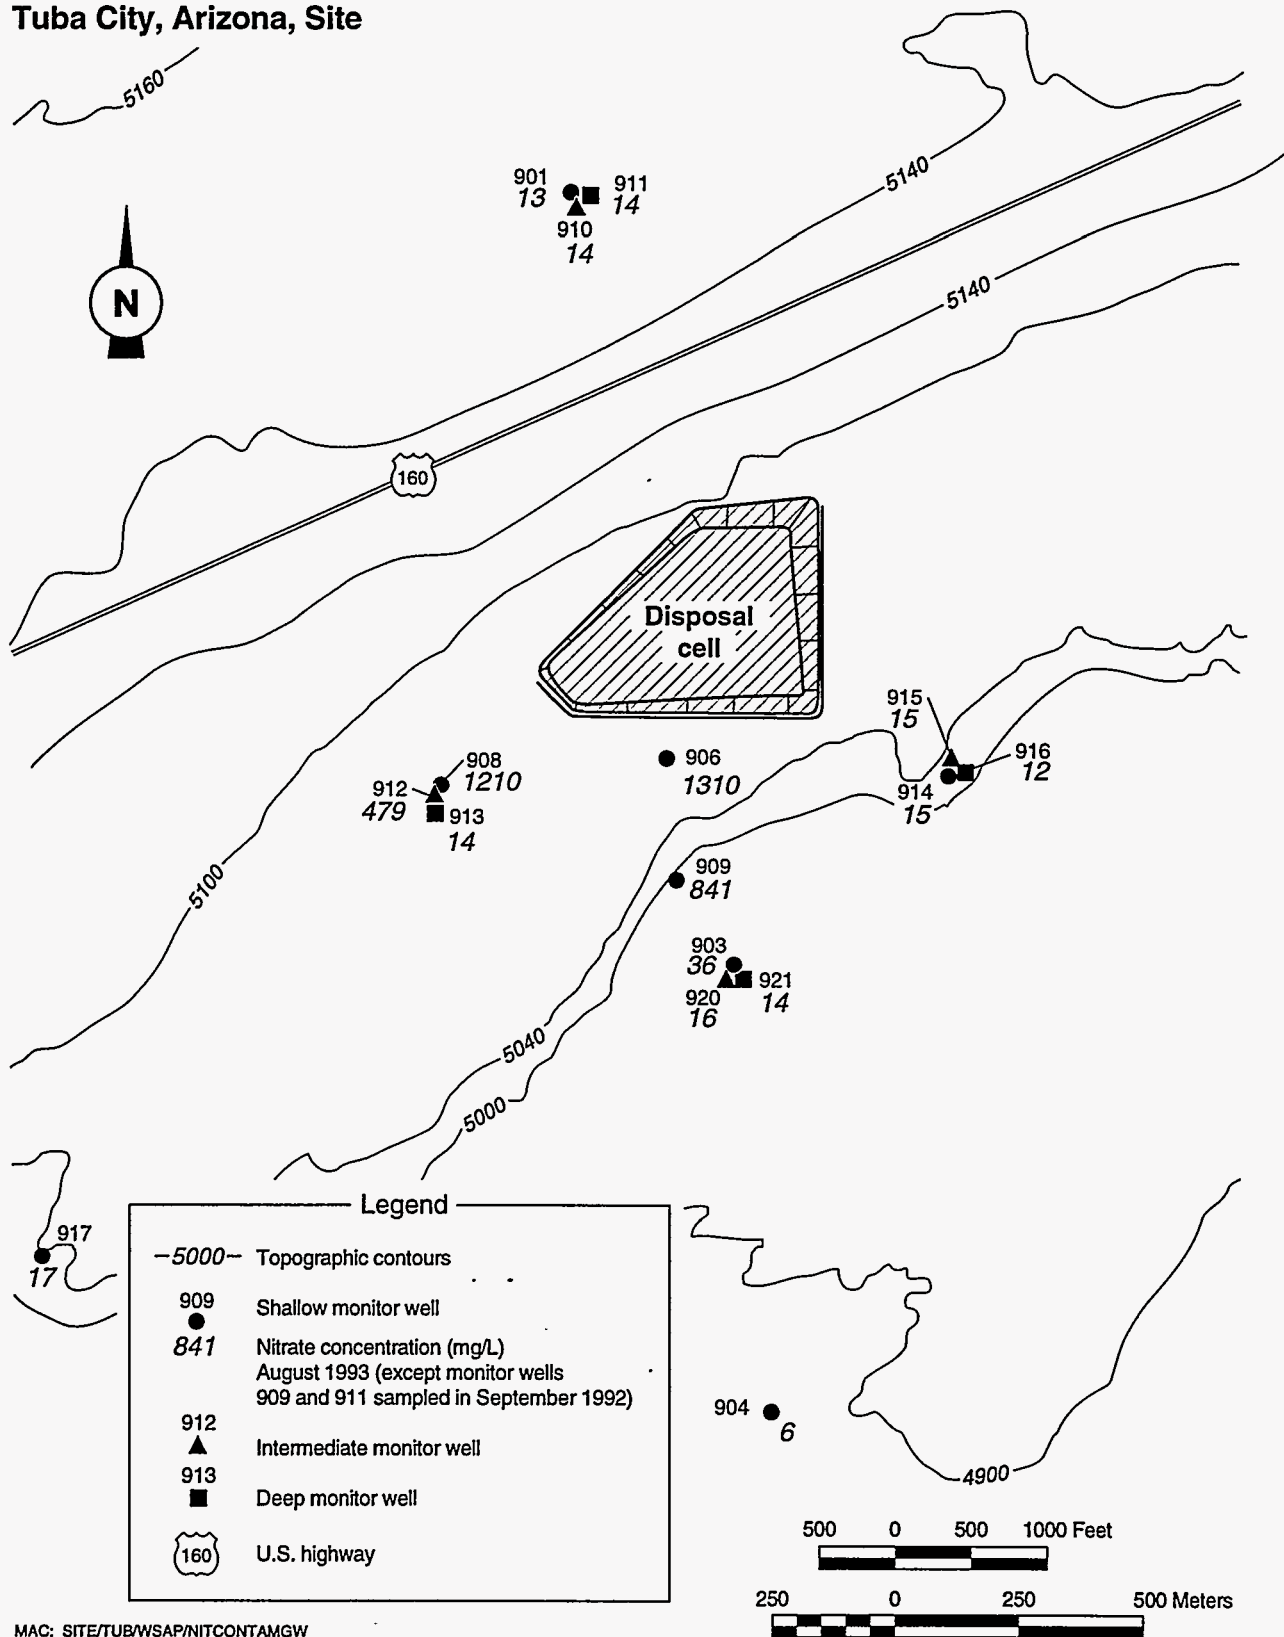 Tuba City, Arizona, Site
5160
5140
901
13
911
14
910
14
N
5140
160
Disposal
cell
915
15
916
12
914
15
908
1210
912
479
913
14
906
1310
909
841
5100
903
36
921
14
920
16
5040
5000
917
17
Legend
–5000– Topographic contours
909
Shallow monitor well
841 Nitrate concentration (mg/L)
August 1993 (except monitor wells
909 and 911 sampled in September 1992)
912
Intermediate monitor well
913
Deep monitor well
160 U.S. highway
904
6
4900
500 0 500 1000 Feet
250 0 250 500 Meters
MAC: SITE/TUB/WSAP/NITCONTAMGW